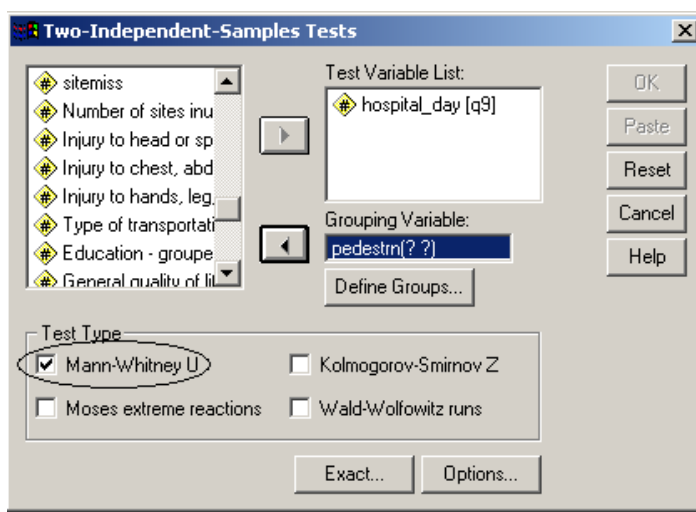 Two-Independent-Samples Tests
sitemiss
Number of sites inu
Injury to head or sp
Injury to chest, abd
Injury to hands, leg,
Type of transportati
Education - groupe
General quality of lif
Test Variable List:
hospital_day [q9]
Grouping Variable:
pedestrn(? ?)
Define Groups...
OK
Paste
Reset
Cancel
Help
Test Type
Mann-Whitney U
Kolmogorov-Smirnov Z
Moses extreme reactions
Wald-Wolfowitz runs
Exact...
Options...